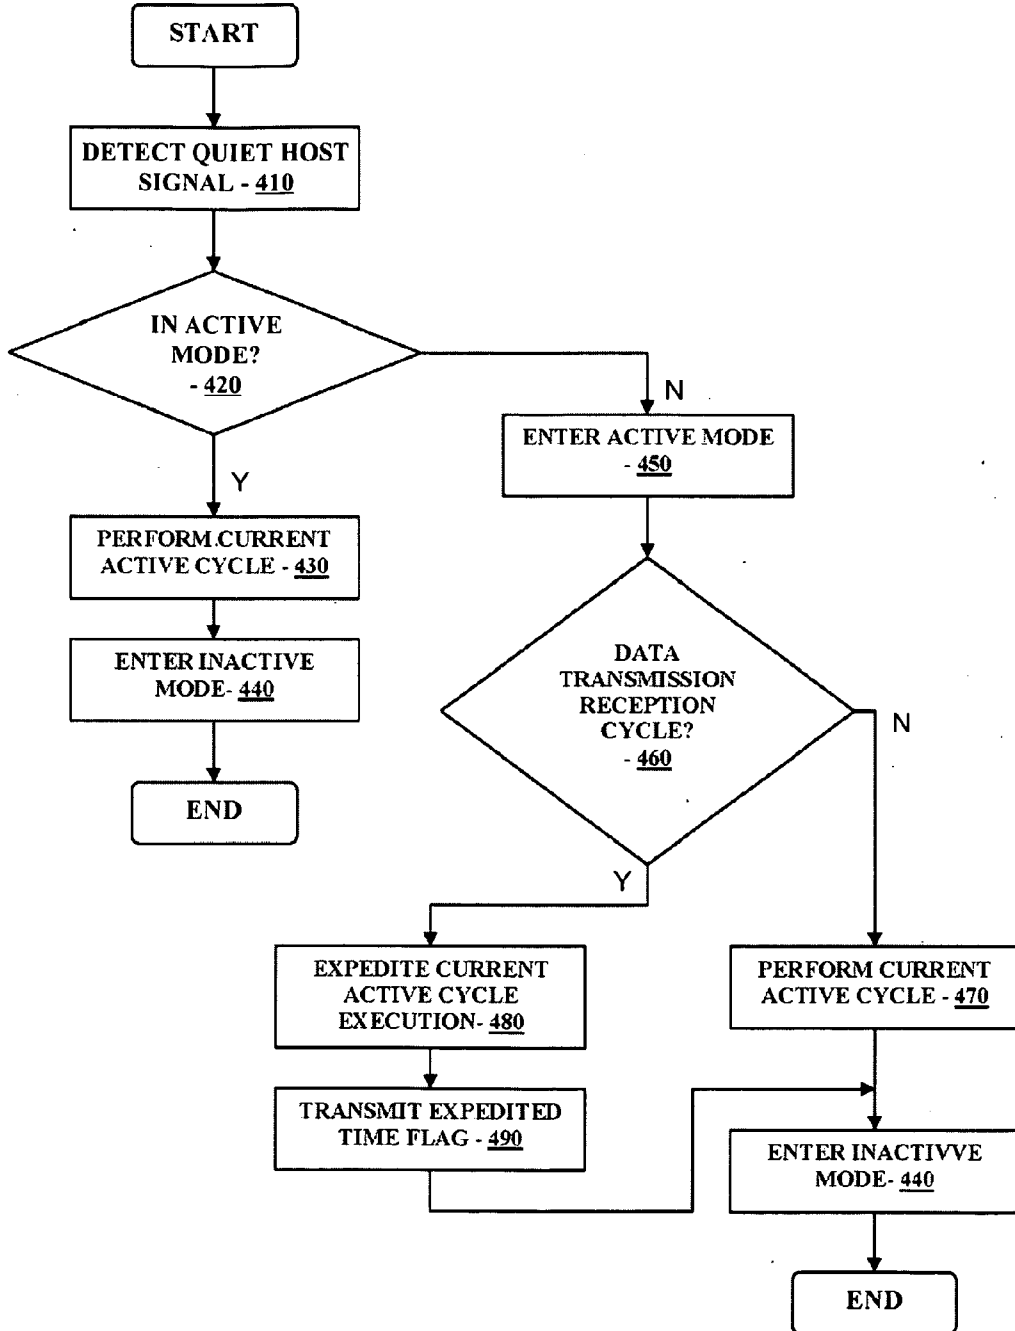 START
DETECT QUIET HOST
SIGNAL - 410
IN ACTIVE
MODE?
- 420
N
ENTER ACTIVE MODE
- 450
Y
PERFORM CURRENT
ACTIVE CYCLE - 430
ENTER INACTIVE
MODE- 440
END
DATA
TRANSMISSION
RECEPTION
CYCLE?
- 460
N
Y
EXPEDITE CURRENT
ACTIVE CYCLE
EXECUTION- 480
PERFORM CURRENT
ACTIVE CYCLE - 470
TRANSMIT EXPEDITED
TIME FLAG - 490
ENTER INACTIVVE
MODE- 440
END